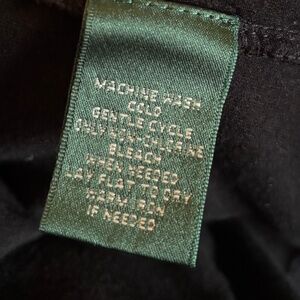 MACHINE WASH
COLD
GENTLE CYCLE
ONLY NON-CHLORINE
BLEACH
WHEN NEEDED
LAY FLAT TO DRY
WARM IRON
IF NEEDED